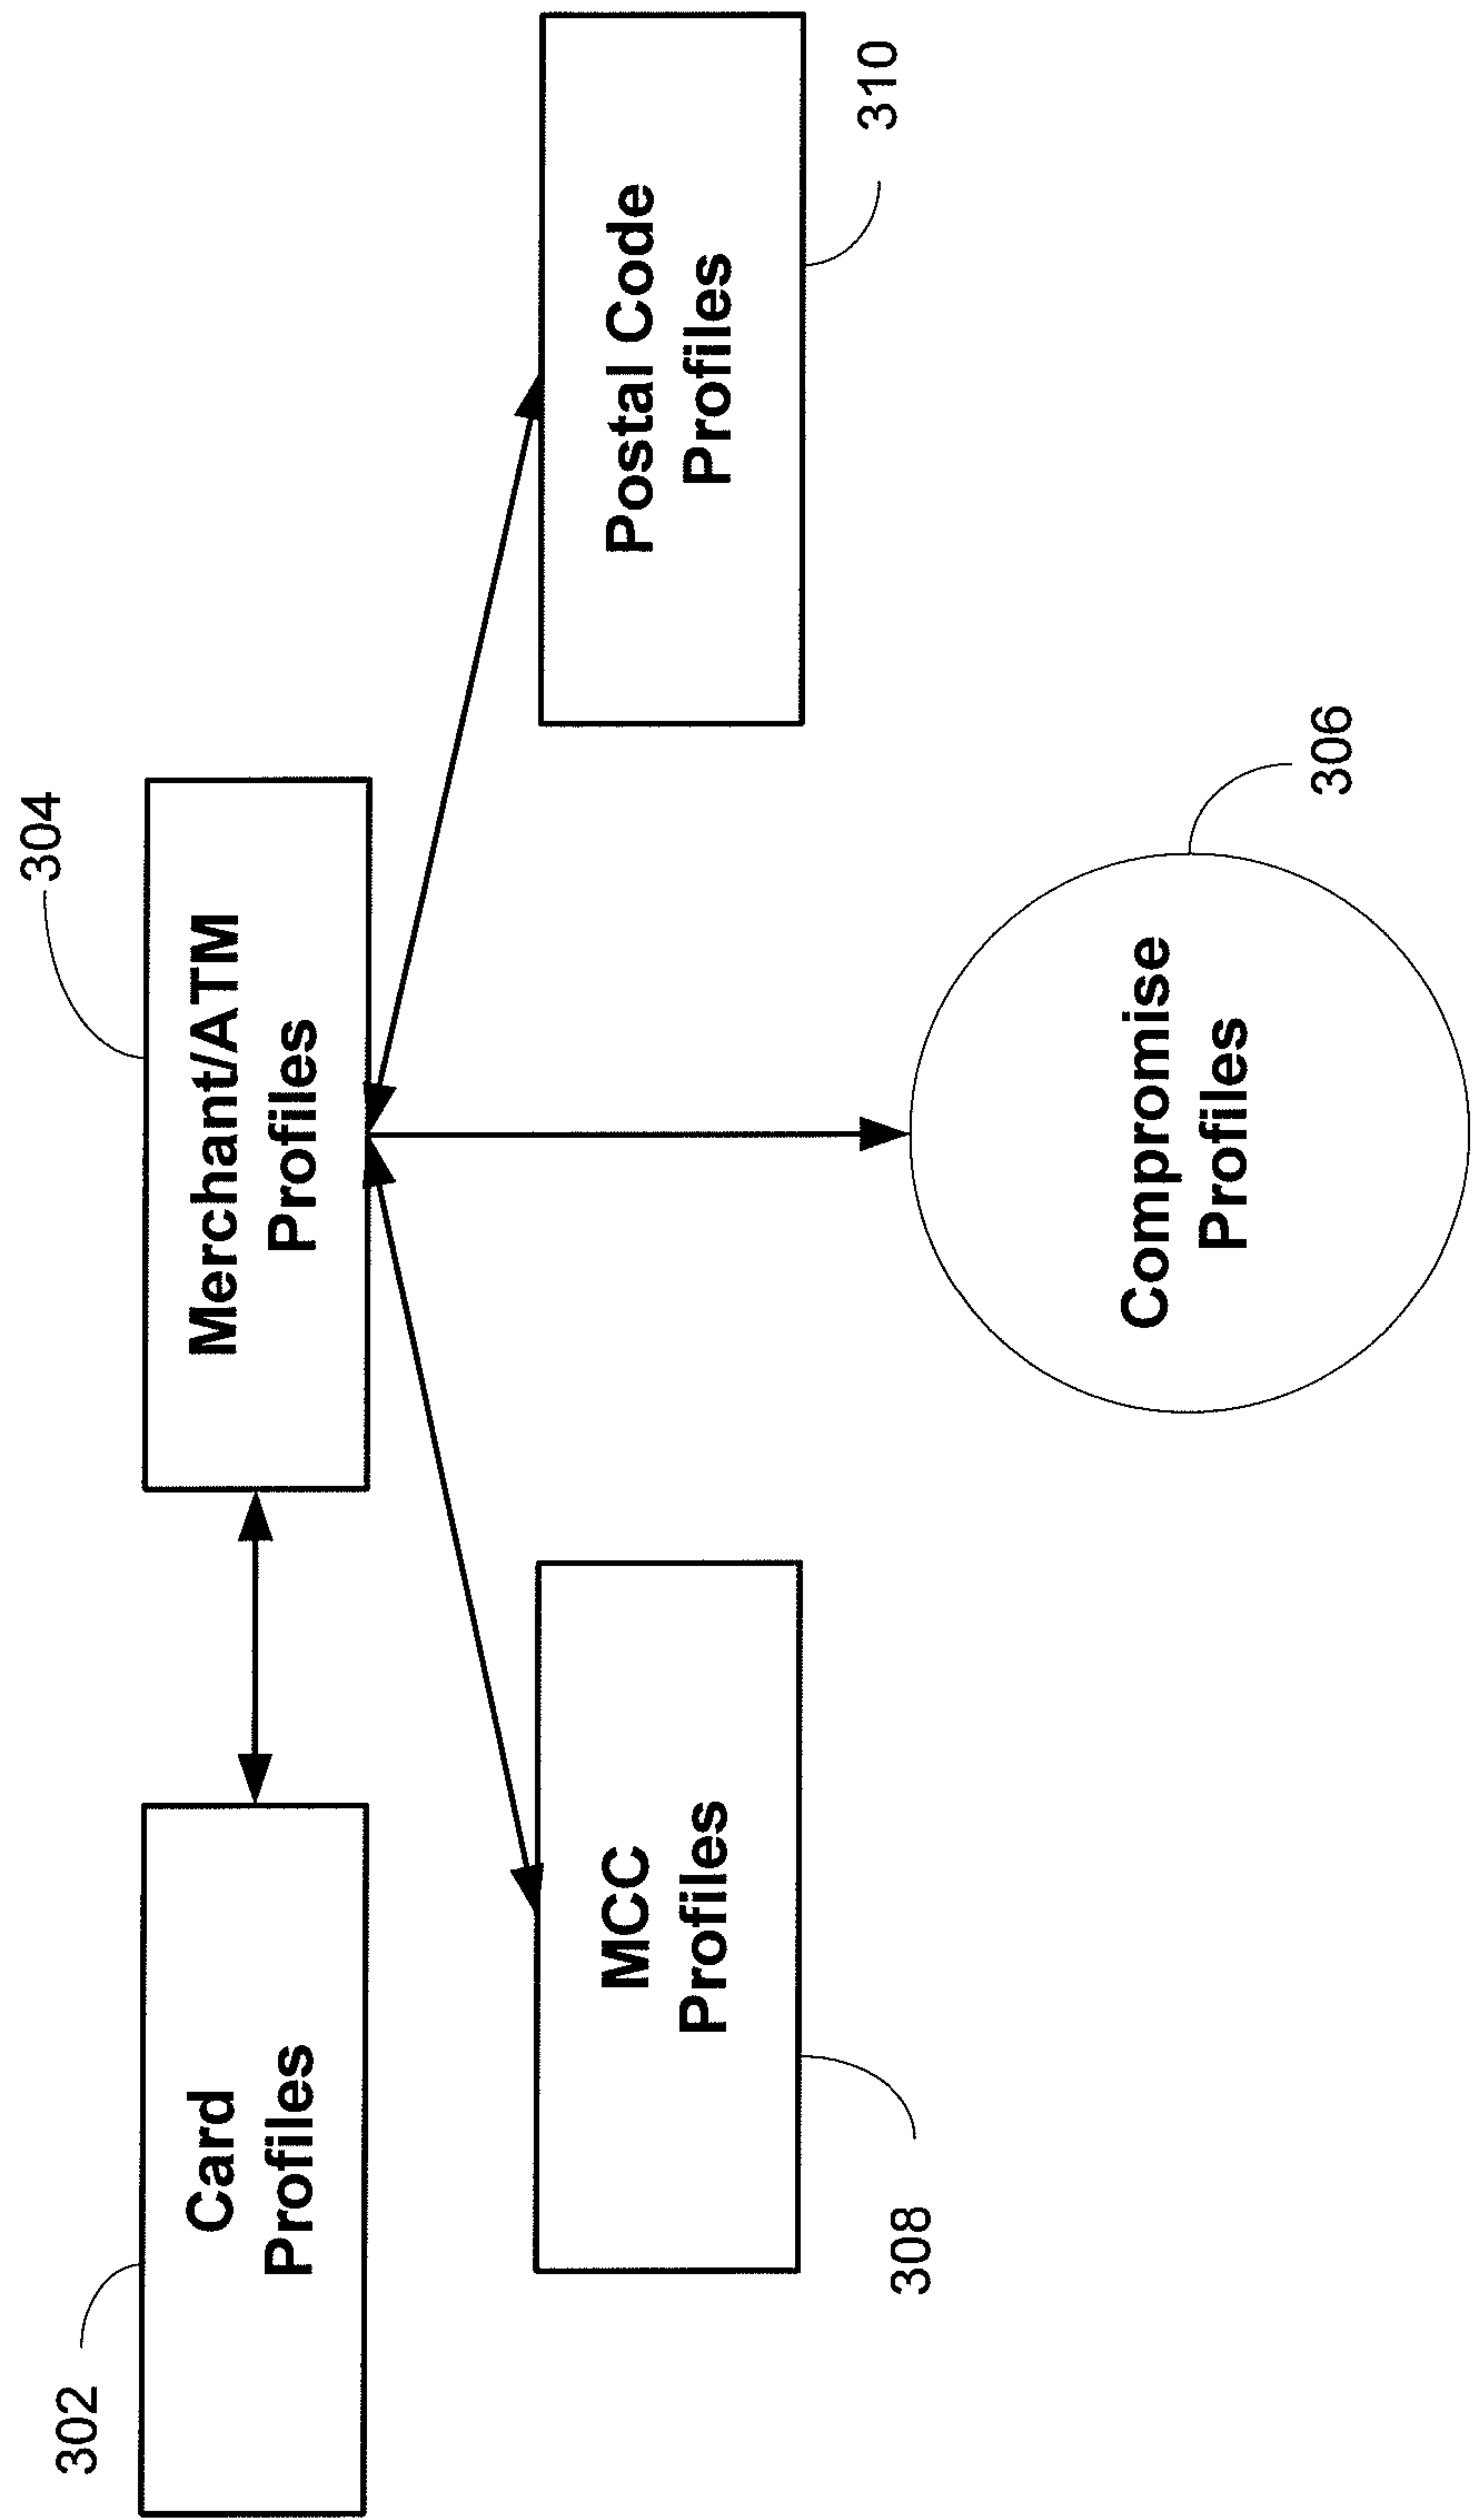 302
Card
Profiles
304
Merchant/ATM
Profiles
308
MCC
Profiles
310
Postal Code
Profiles
306
Compromise
Profiles